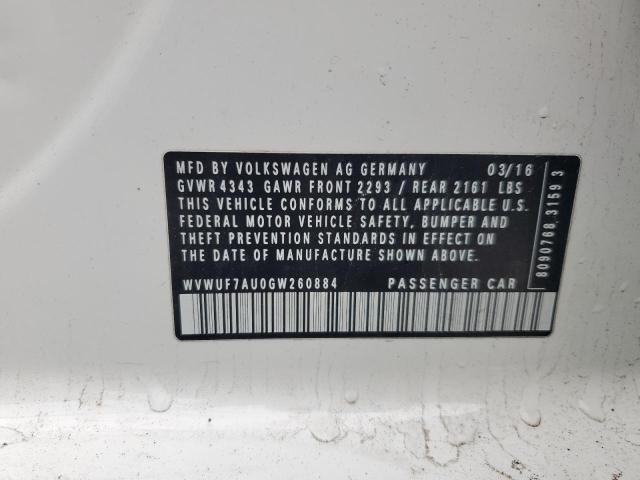 MFD BY VOLKSWAGEN AG GERMANY 03/16
GVWR 4343 GAWR FRONT 2293 / REAR 2161 LBS
THIS VEHICLE CONFORMS TO ALL APPLICABLE U.S.
FEDERAL MOTOR VEHICLE SAFETY, BUMPER AND
THEFT PREVENTION STANDARDS IN EFFECT ON
THE DATE OF MANUFACTURE SHOWN ABOVE.
WVWUF7AU0GW260884 PASSENGER CAR
8090768 3159 3